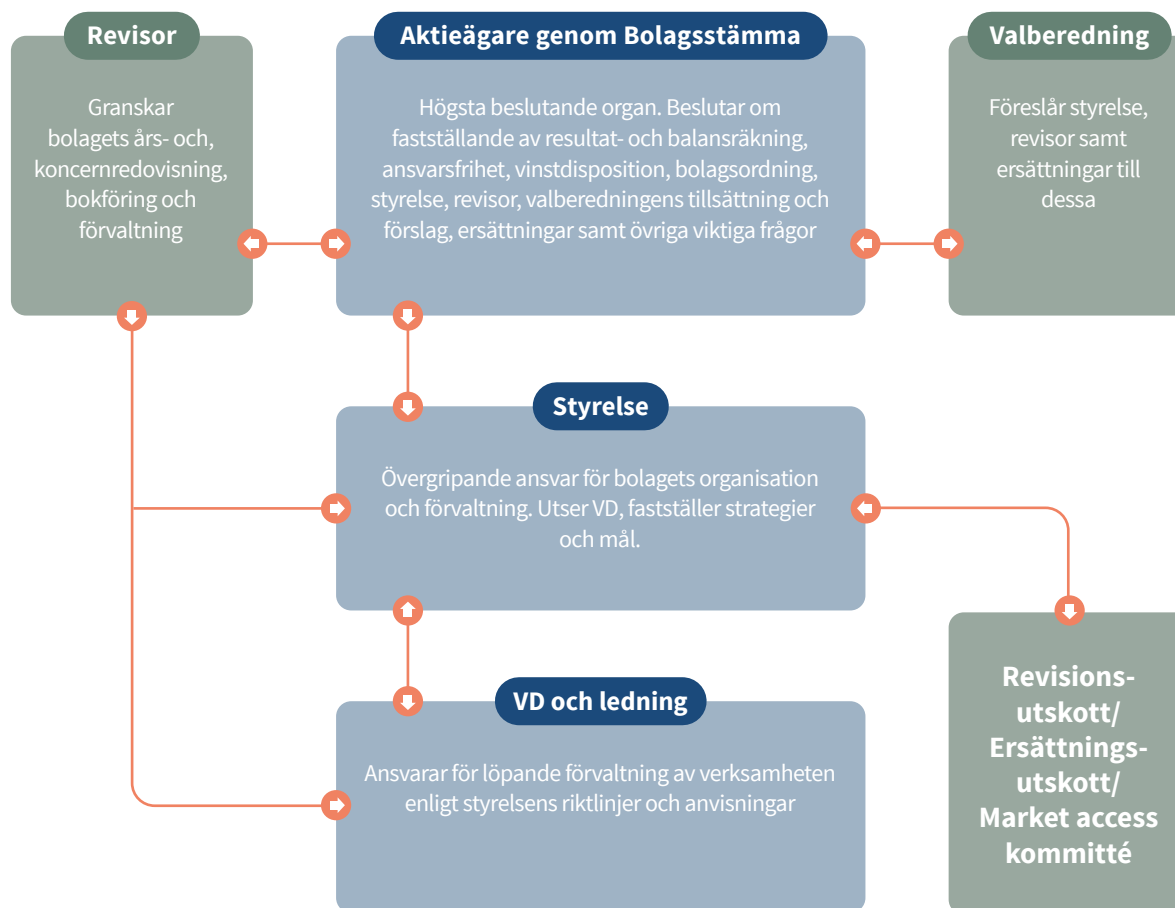 Revisor
Granskar
bolagets års- och,
koncernredovisning,
bokföring och
förvaltning
Aktieägare genom Bolagsstämma
Högsta beslutande organ. Beslutar om
fastställande av resultat- och balansräkning,
ansvarsfrihet, vinstdisposition, bolagsordning,
styrelse, revisor, valberedningens tillsättning och
förslag, ersättningar samt övriga viktiga frågor
Valberedning
Föreslår styrelse,
revisor samt
ersättningar till
dessa
Styrelse
Övergripande ansvar för bolagets organisation
och förvaltning. Utser VD, fastställer strategier
och mål.
VD och ledning
Ansvarar för löpande förvaltning av verksamheten
enligt styrelsens riktlinjer och anvisningar
Revisions-
utskott/
Ersättnings-
utskott/
Market access
kommitté